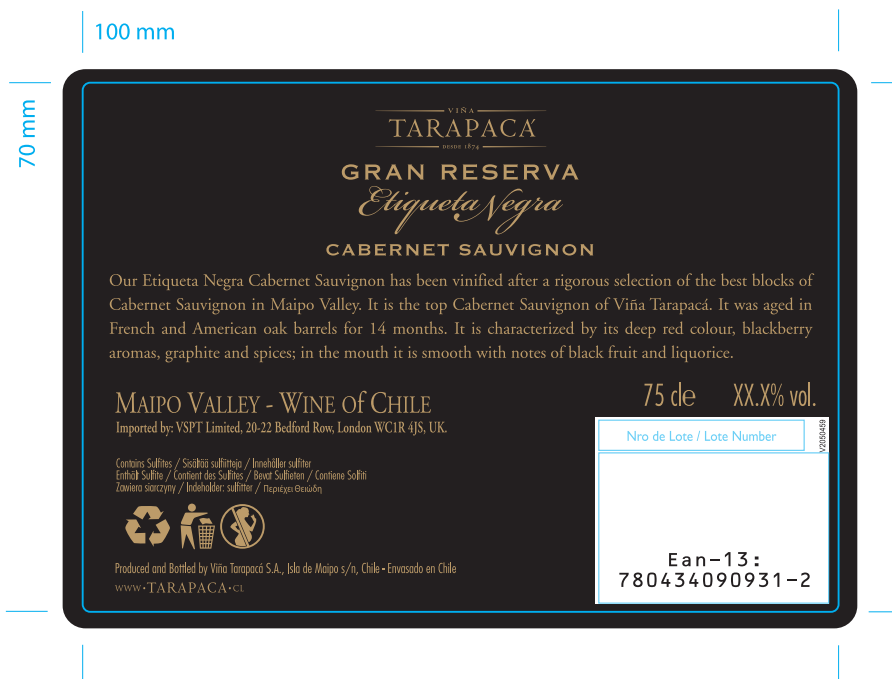 100 mm
70 mm
VIÑA
TARAPACÁ
DESDE 1874
GRAN RESERVA
Etiqueta Negra
CABERNET SAUVIGNON
Our Etiqueta Negra Cabernet Sauvignon has been vinified after a rigorous selection of the best blocks of
Cabernet Sauvignon in Maipo Valley. It is the top Cabernet Sauvignon of Viña Tarapacá. It was aged in
French and American oak barrels for 14 months. It is characterized by its deep red colour, blackberry
aromas, graphite and spices; in the mouth it is smooth with notes of black fruit and liquorice.
MAIPO VALLEY - WINE Of CHILE
Imported by: VSPT Limited, 20-22 Bedford Row, London WC1R 4JS, UK.
75 cle XX.X% vol.
Nro de Lote / Lote Number
V2050459
Contains Sulfites / Sisältää sulfiitteja / Innehåller sulfiter
Enthält Sulfite / Contient des Sulfites / Bevat Sulfieten / Contiene Solfiti
Zawiera siarczyny / Indeholder: sulfitter / Περιέχει Θειώδη
Ean-13:
780434090931-2
Produced and Bottled by Viña Tarapacá S.A., Isla de Maipo s/n, Chile - Envasado en Chile
WWW·TARAPACA·CL